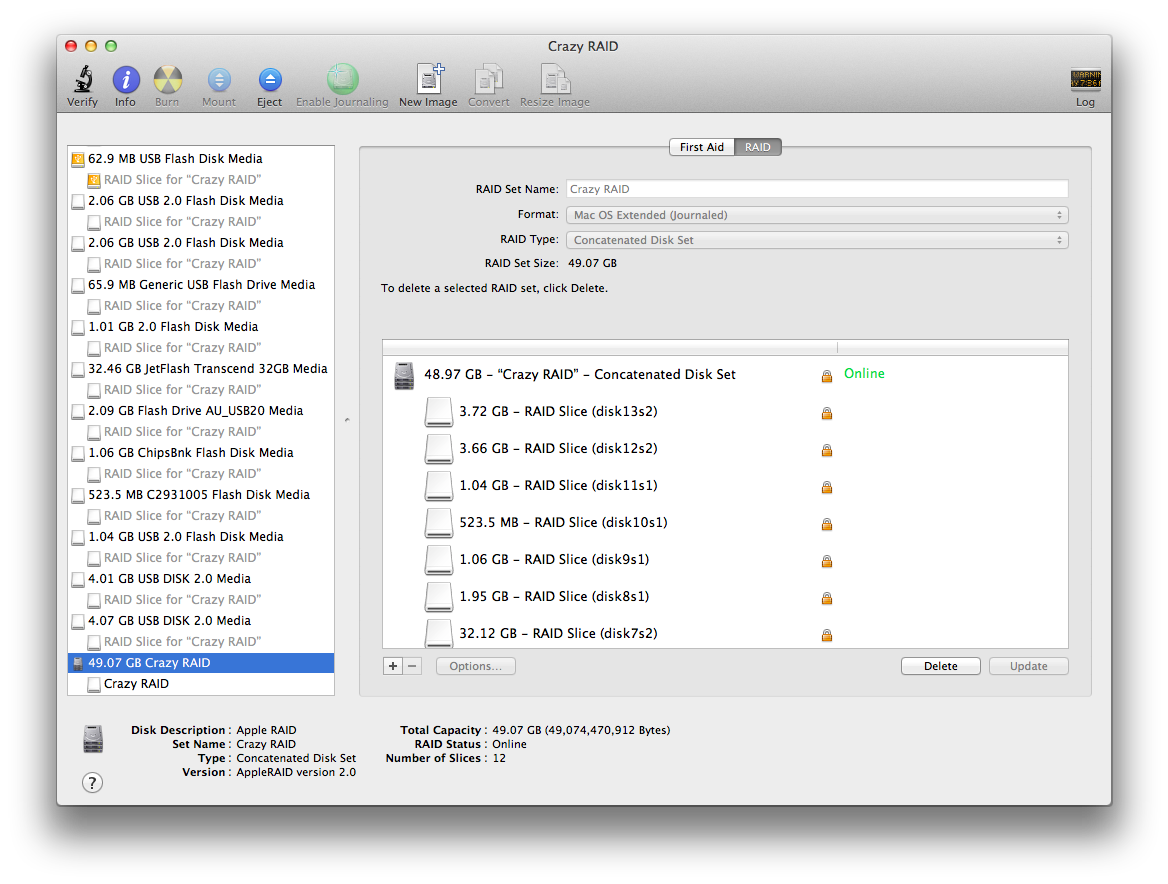 Crazy RAID
Verify Info Burn Mount Eject Enable Journaling New Image Convert Resize Image Log
62.9 MB USB Flash Disk Media
RAID Slice for "Crazy RAID"
2.06 GB USB 2.0 Flash Disk Media
RAID Slice for "Crazy RAID"
2.06 GB USB 2.0 Flash Disk Media
RAID Slice for "Crazy RAID"
65.9 MB Generic USB Flash Drive Media
RAID Slice for "Crazy RAID"
1.01 GB 2.0 Flash Disk Media
RAID Slice for "Crazy RAID"
32.46 GB JetFlash Transcend 32GB Media
RAID Slice for "Crazy RAID"
2.09 GB Flash Drive AU_USB20 Media
RAID Slice for "Crazy RAID"
1.06 GB ChipsBnk Flash Disk Media
RAID Slice for "Crazy RAID"
523.5 MB C2931005 Flash Disk Media
RAID Slice for "Crazy RAID"
1.04 GB USB 2.0 Flash Disk Media
RAID Slice for "Crazy RAID"
4.01 GB USB DISK 2.0 Media
RAID Slice for "Crazy RAID"
4.07 GB USB DISK 2.0 Media
RAID Slice for "Crazy RAID"
49.07 GB Crazy RAID
Crazy RAID
First Aid RAID
RAID Set Name: Crazy RAID
Format: Mac OS Extended (Journaled)
RAID Type: Concatenated Disk Set
RAID Set Size: 49.07 GB
To delete a selected RAID set, click Delete.
48.97 GB – “Crazy RAID” – Concatenated Disk Set Online
3.72 GB – RAID Slice (disk13s2)
3.66 GB – RAID Slice (disk12s2)
1.04 GB – RAID Slice (disk11s1)
523.5 MB – RAID Slice (disk10s1)
1.06 GB – RAID Slice (disk9s1)
1.95 GB – RAID Slice (disk8s1)
32.12 GB – RAID Slice (disk7s2)
+ − Options... Delete Update
Disk Description : Apple RAID
Set Name : Crazy RAID
Type : Concatenated Disk Set
Version : AppleRAID version 2.0
Total Capacity : 49.07 GB (49,074,470,912 Bytes)
RAID Status : Online
Number of Slices : 12
?